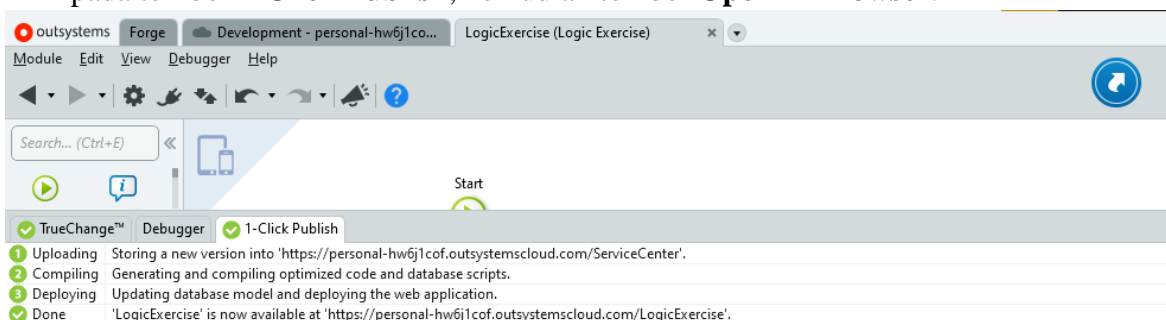 outsystems Forge Development - personal-hw6j1co... LogicExercise (Logic Exercise)
Module Edit View Debugger Help
Search... (Ctrl+E)
Start
TrueChange™ Debugger 1-Click Publish
1 Uploading Storing a new version into 'https://personal-hw6j1cof.outsystemscloud.com/ServiceCenter'.
2 Compiling Generating and compiling optimized code and database scripts.
3 Deploying Updating database model and deploying the web application.
Done 'LogicExercise' is now available at 'https://personal-hw6j1cof.outsystemscloud.com/LogicExercise'.